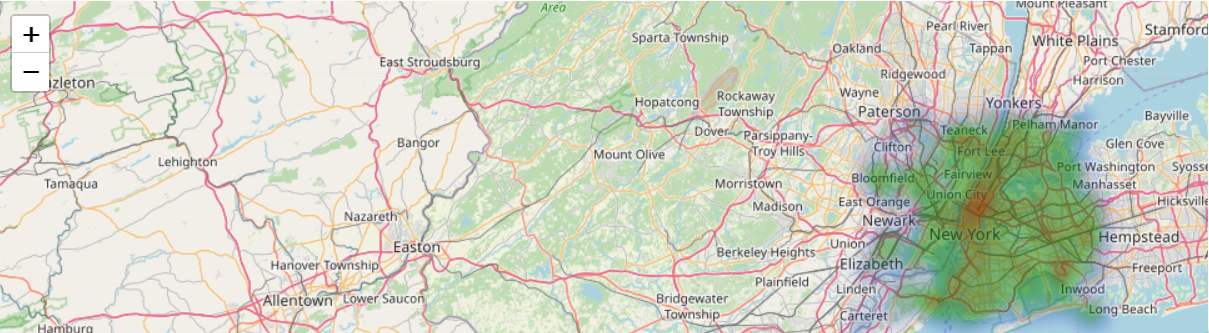 +
−
Area
Mount Pleasant
Pearl River
Stamford
Sparta Township
White Plains
Oakland
Tappan
East Stroudsburg
Port Chester
Ridgewood
Harrison
zleton
Wayne
Hopatcong
Rockaway
Township
Yonkers
Paterson
Bayville
Teaneck
Pelham Manor
Dover
Parsippany-
Troy Hills
Bangor
Clifton
Glen Cove
Fort Lee
Mount Olive
Lehighton
Port Washington
Syosse
Fairview
Bloomfield
Tamaqua
Morristown
Manhasset
Union City
East Orange
Hicksville
Madison
Nazareth
Newark
New York
Hempstead
Easton
Union
Berkeley Heights
Hanover Township
Elizabeth
Freeport
Plainfield
Linden
Inwood
Allentown
Lower Saucon
Bridgewater
Township
Long Beach
Carteret
Hamburg